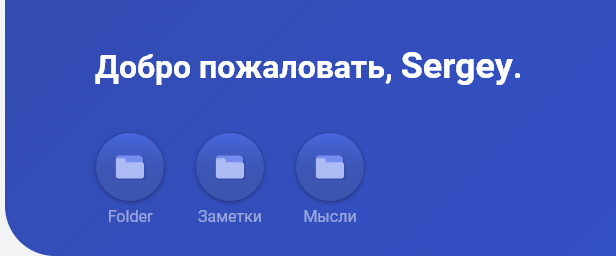 Добро пожаловать, Sergey.
Folder Заметки Мысли